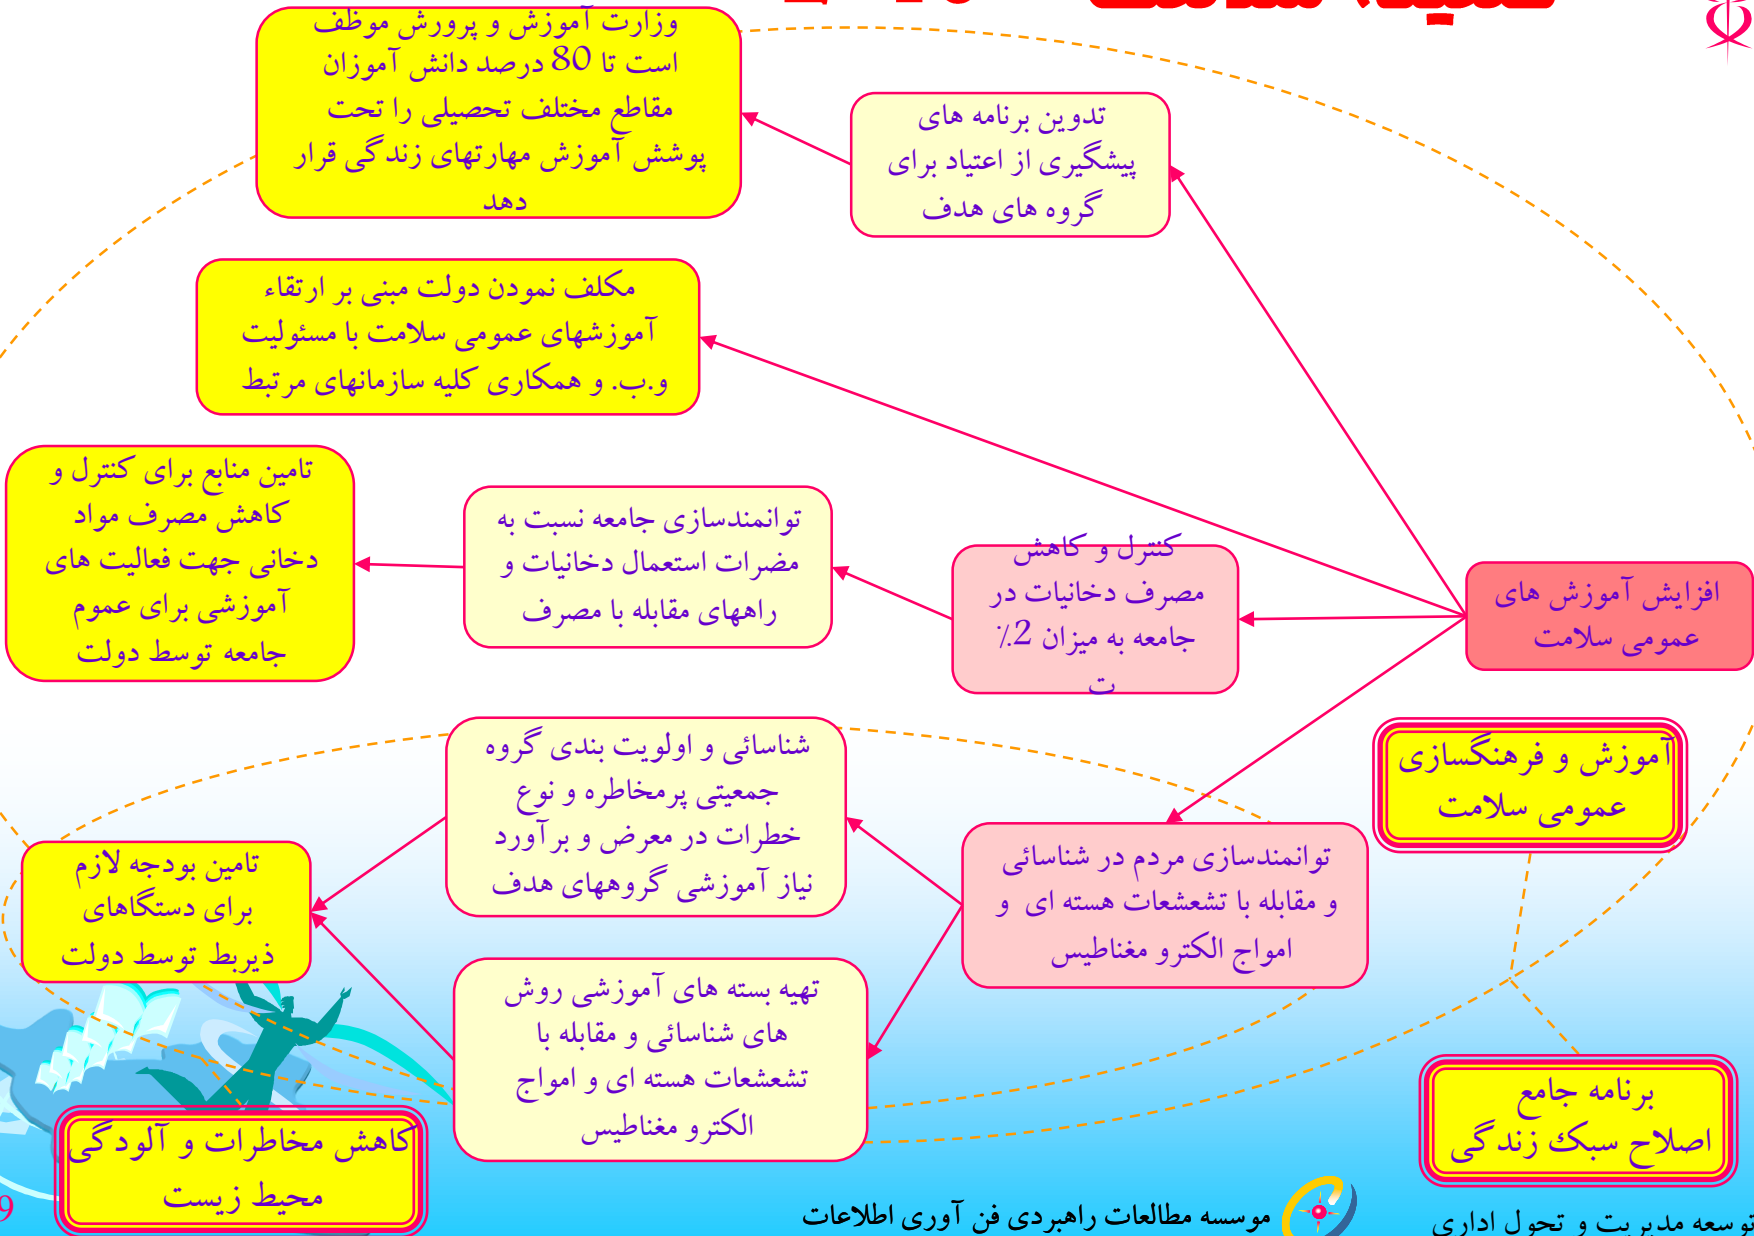 وزارت آموزش و پرورش موظف
است تا 80 درصد دانش آموزان
مقاطع مختلف تحصیلی را تحت
پوشش آموزش مهارتهای زندگی قرار
دهد
تدوین برنامه های
پیشگیری از اعتیاد برای
گروه های هدف
مکلف نمودن دولت مبنی بر ارتقاء
آموزشهای عمومی سلامت با مسئولیت
و.ب. و همکاری کلیه سازمانهای مرتبط
افزایش آموزش های
عمومی سلامت
کنترل و کاهش
مصرف دخانیات در
جامعه به میزان 2٪
ت
توانمندسازی جامعه نسبت به
مضرات استعمال دخانیات و
راههای مقابله با مصرف
تامین منابع برای کنترل و
کاهش مصرف مواد
دخانی جهت فعالیت های
آموزشی برای عموم
جامعه توسط دولت
آموزش و فرهنگسازی
عمومی سلامت
توانمندسازی مردم در شناسائی
و مقابله با تشعشعات هسته ای و
امواج الکترو مغناطیس
شناسائی و اولویت بندی گروه
جمعیتی پرمخاطره و نوع
خطرات در معرض و برآورد
نیاز آموزشی گروههای هدف
تامین بودجه لازم
برای دستگاهای
ذیربط توسط دولت
تهیه بسته های آموزشی روش
های شناسائی و مقابله با
تشعشعات هسته ای و امواج
الکترو مغناطیس
برنامه جامع
اصلاح سبک زندگی
کاهش مخاطرات و آلودگی
محیط زیست
توسعه مدیریت و تحول اداری
موسسه مطالعات راهبردی فن آوری اطلاعات
9